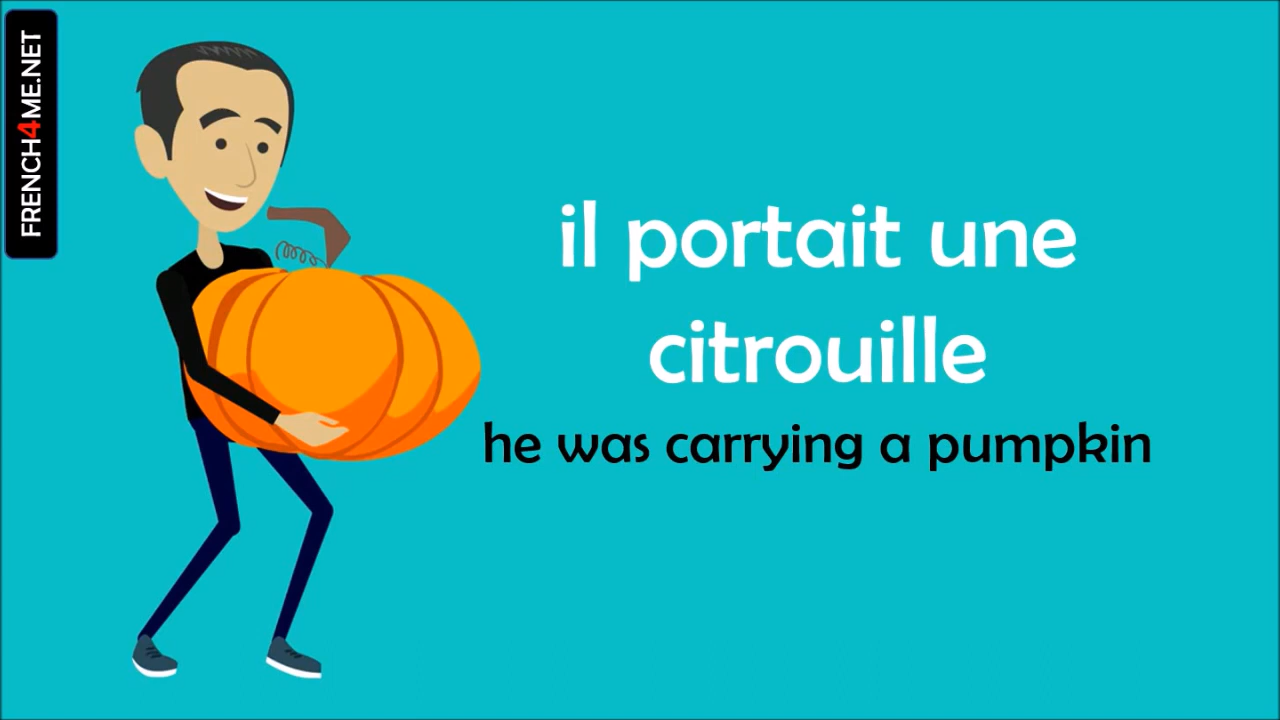 FRENCH4ME.NET
il portait une
citrouille
he was carrying a pumpkin